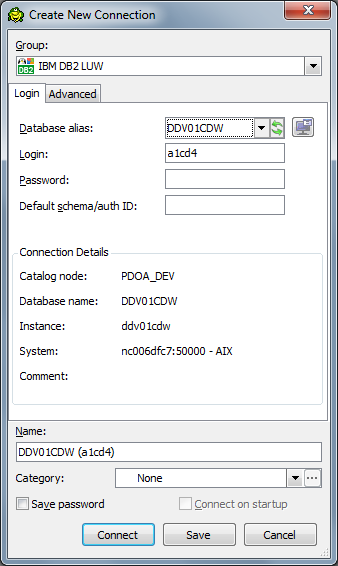 Create New Connection
Group:
DB2 IBM DB2 LUW
Login Advanced
Database alias: DDV01CDW
Login: a1cd4
Password:
Default schema/auth ID:
Connection Details
Catalog node: PDOA_DEV
Database name: DDV01CDW
Instance: ddv01cdw
System: nc006dfc7:50000 - AIX
Comment:
Name:
DDV01CDW (a1cd4)
Category: None ...
Save password Connect on startup
Connect Save Cancel